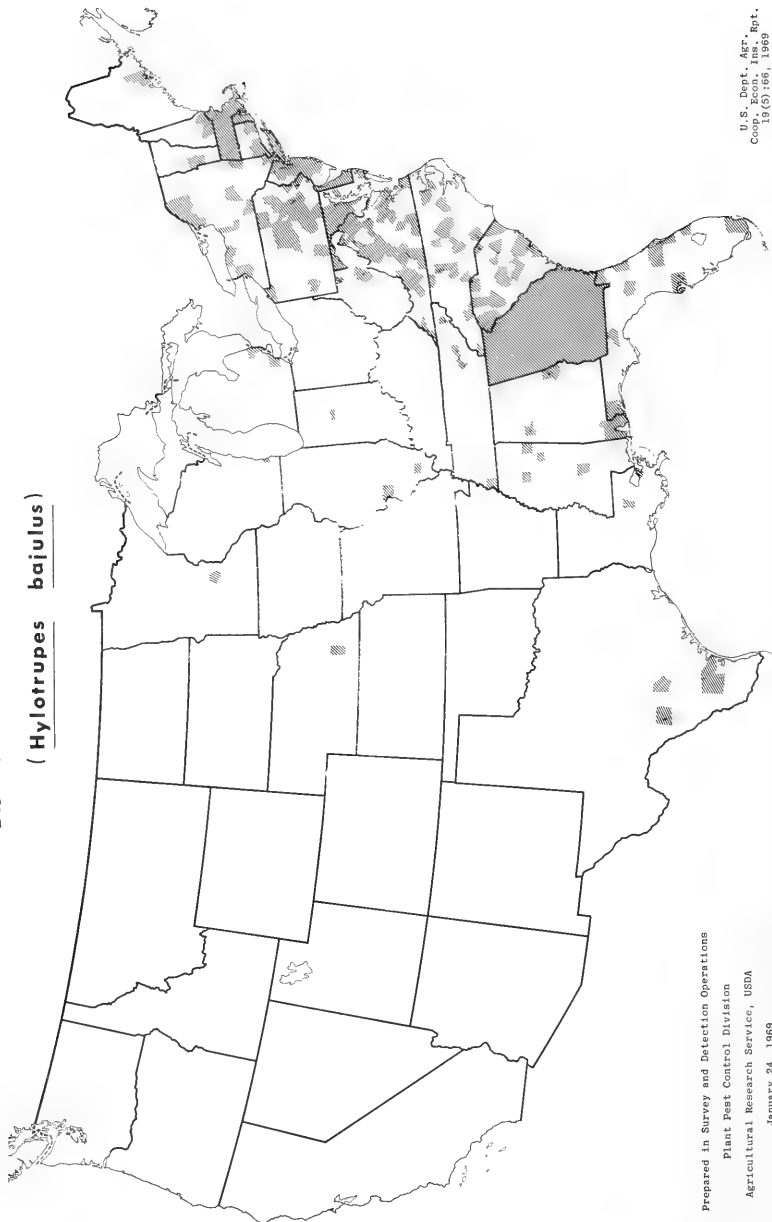 (Hylotrupes bajulus)
Prepared in Survey and Detection Operations
Plant Pest Control Division
Agricultural Research Service, USDA
January 24, 1969
U.S. Dept. Agr.
Coop. Econ. Ins. Rpt.
19(5):66, 1969